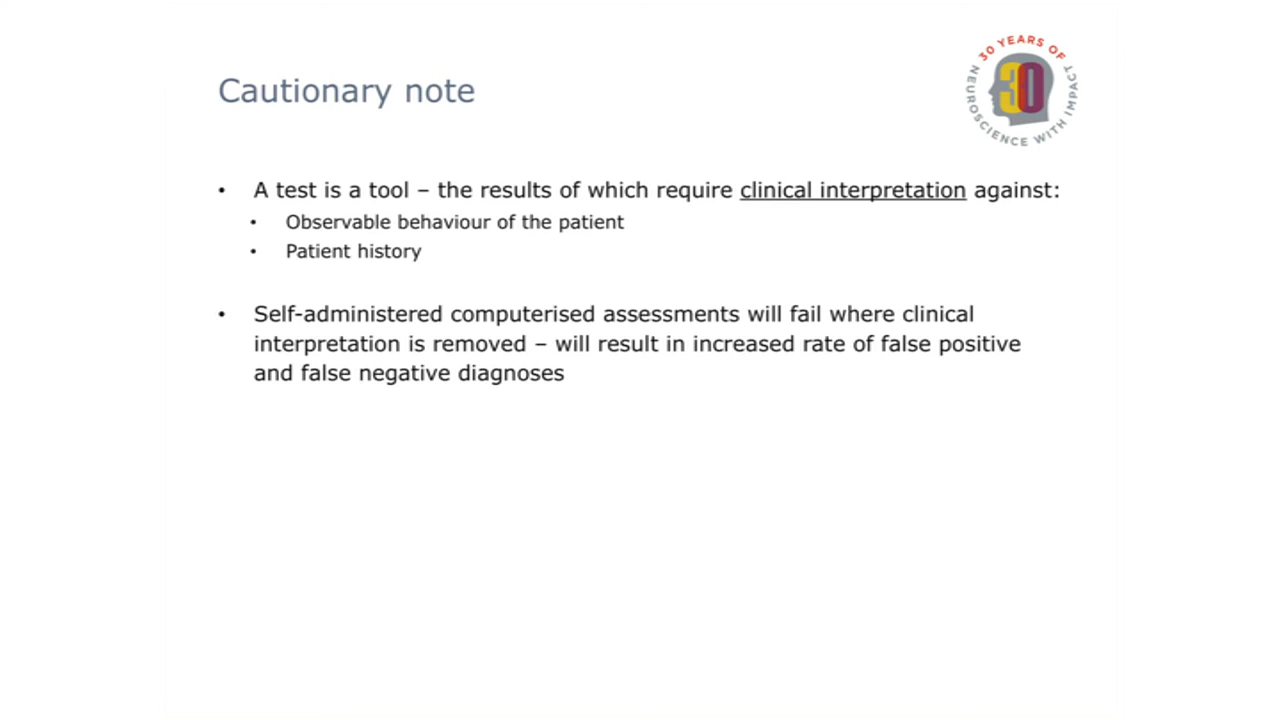 30 YEARS OF
NEUROSCIENCE WITH IMPACT
30
Cautionary note
• A test is a tool – the results of which require clinical interpretation against:
• Observable behaviour of the patient
• Patient history
• Self-administered computerised assessments will fail where clinical
interpretation is removed – will result in increased rate of false positive
and false negative diagnoses